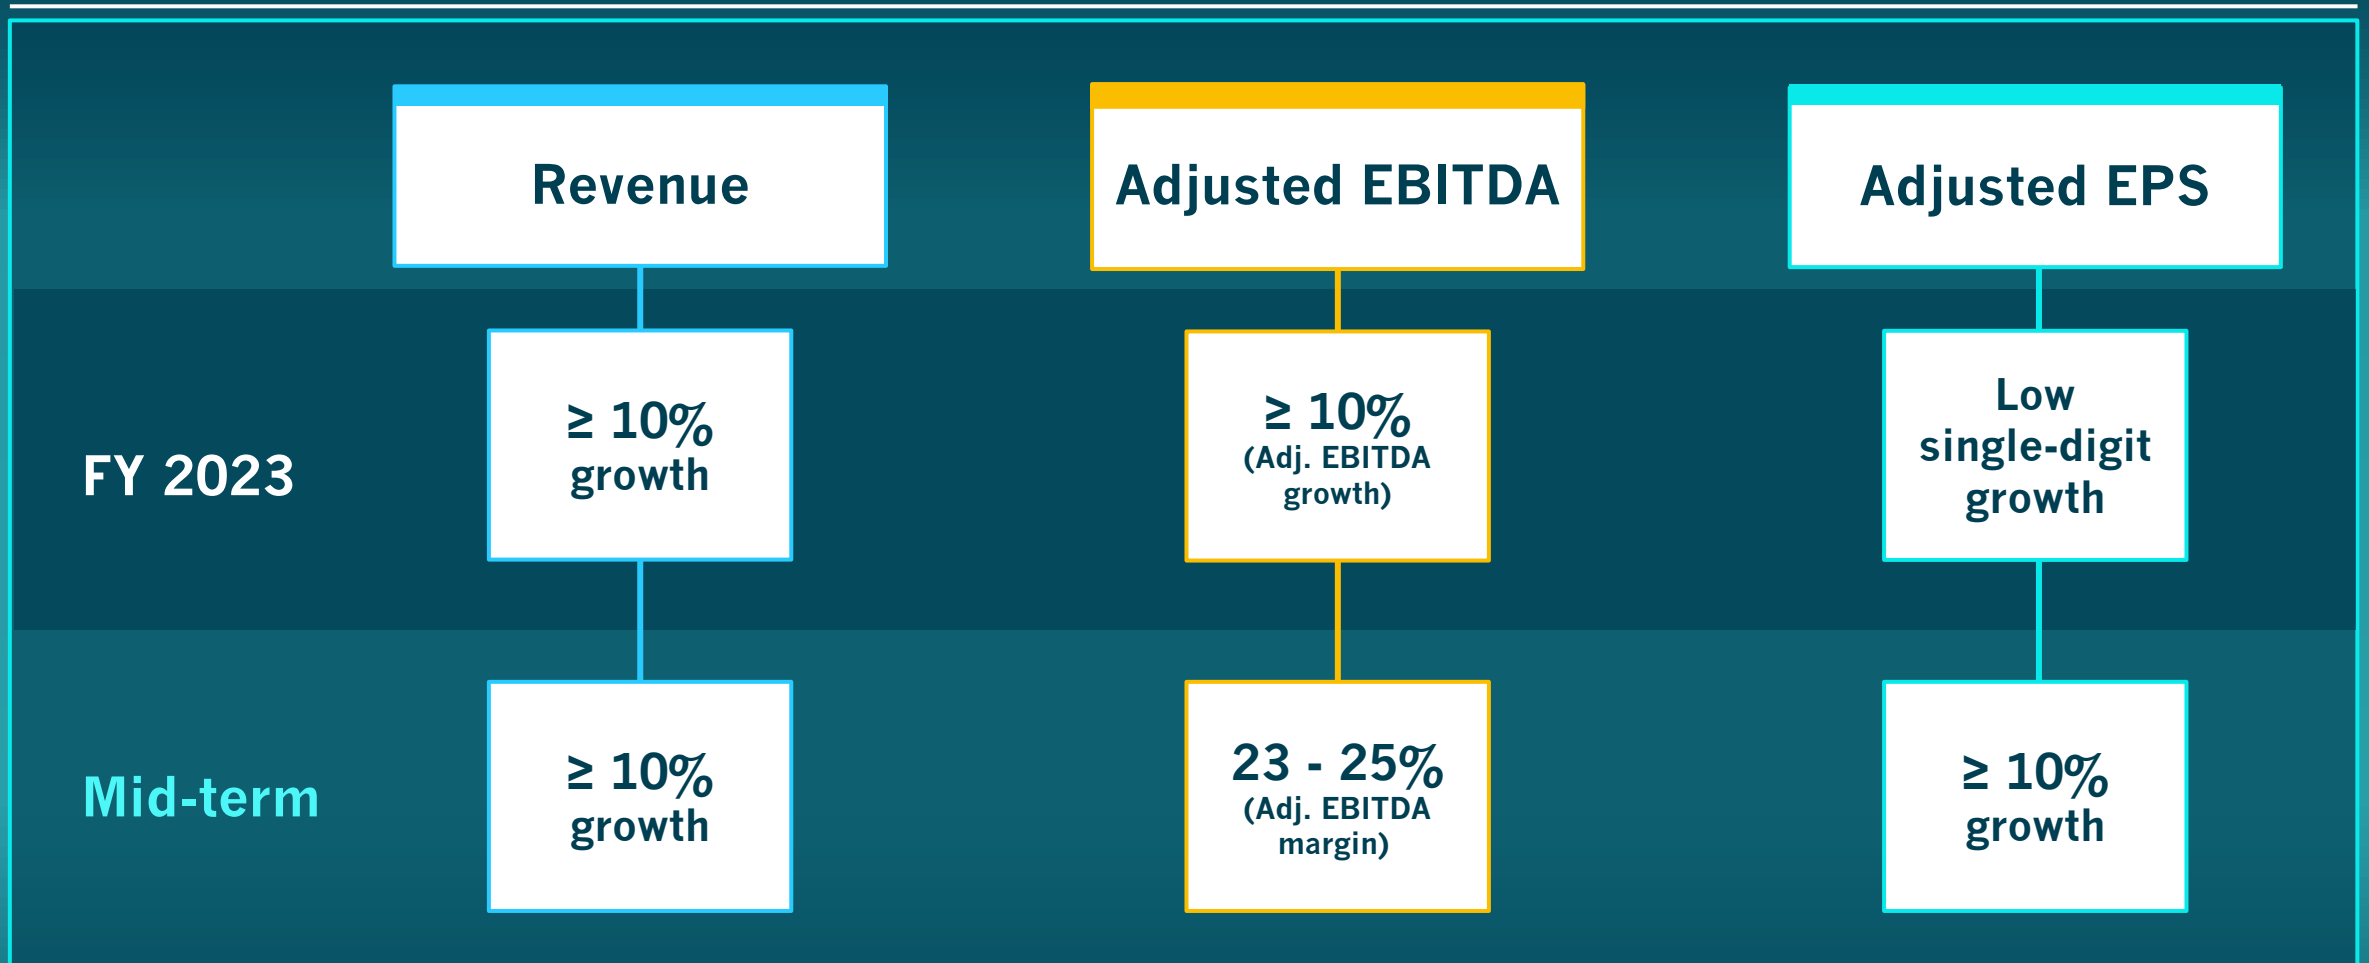 Revenue
Adjusted EBITDA
Adjusted EPS
FY 2023
≥ 10%
growth
≥ 10%
(Adj. EBITDA
growth)
Low
single-digit
growth
Mid-term
≥ 10%
growth
23 - 25%
(Adj. EBITDA
margin)
≥ 10%
growth